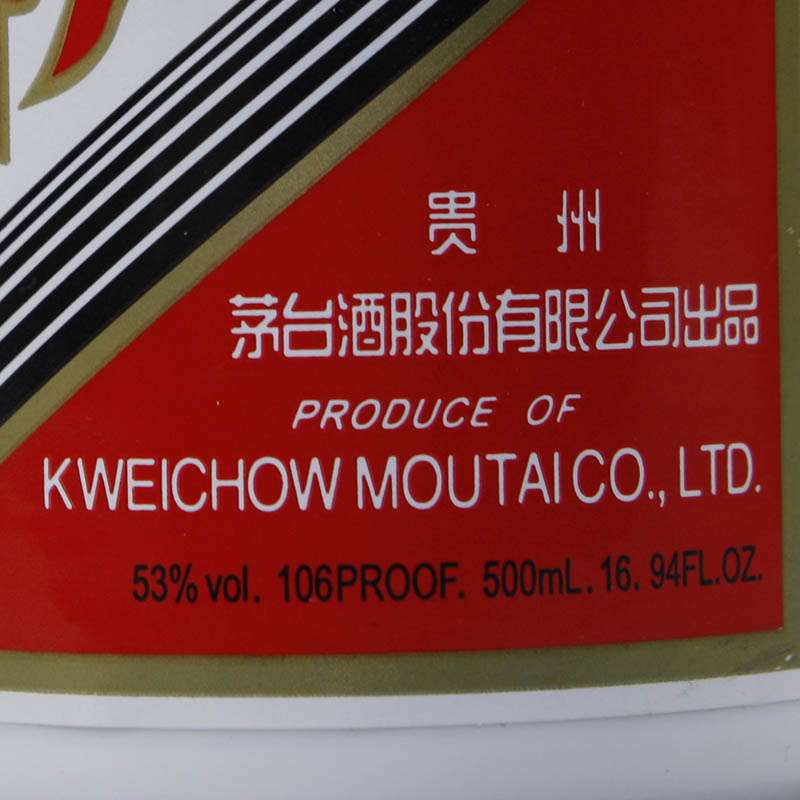 贵 州
茅台酒股份有限公司出品
PRODUCE OF
KWEICHOW MOUTAI CO., LTD.
53% vol. 106PROOF. 500mL. 16. 94FL.OZ.